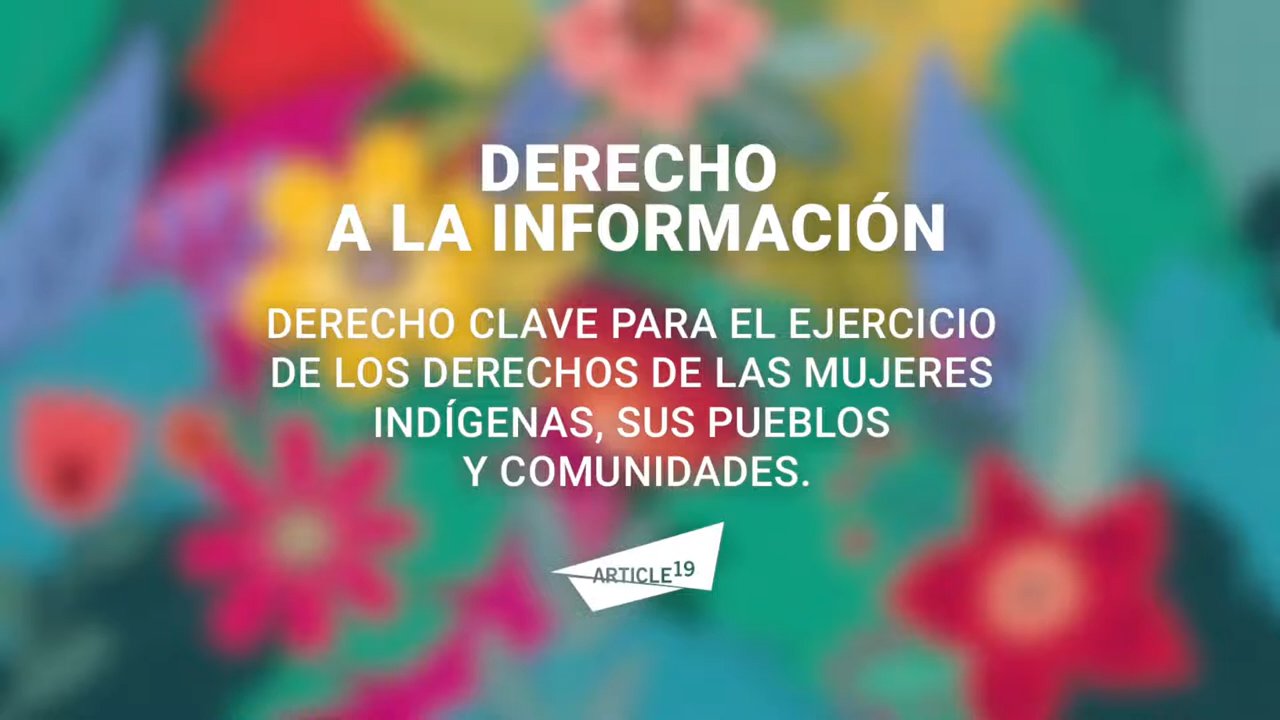 DERECHO
A LA INFORMACIÓN
DERECHO CLAVE PARA EL EJERCICIO
DE LOS DERECHOS DE LAS MUJERES
INDÍGENAS, SUS PUEBLOS
Y COMUNIDADES.
ARTICLE19